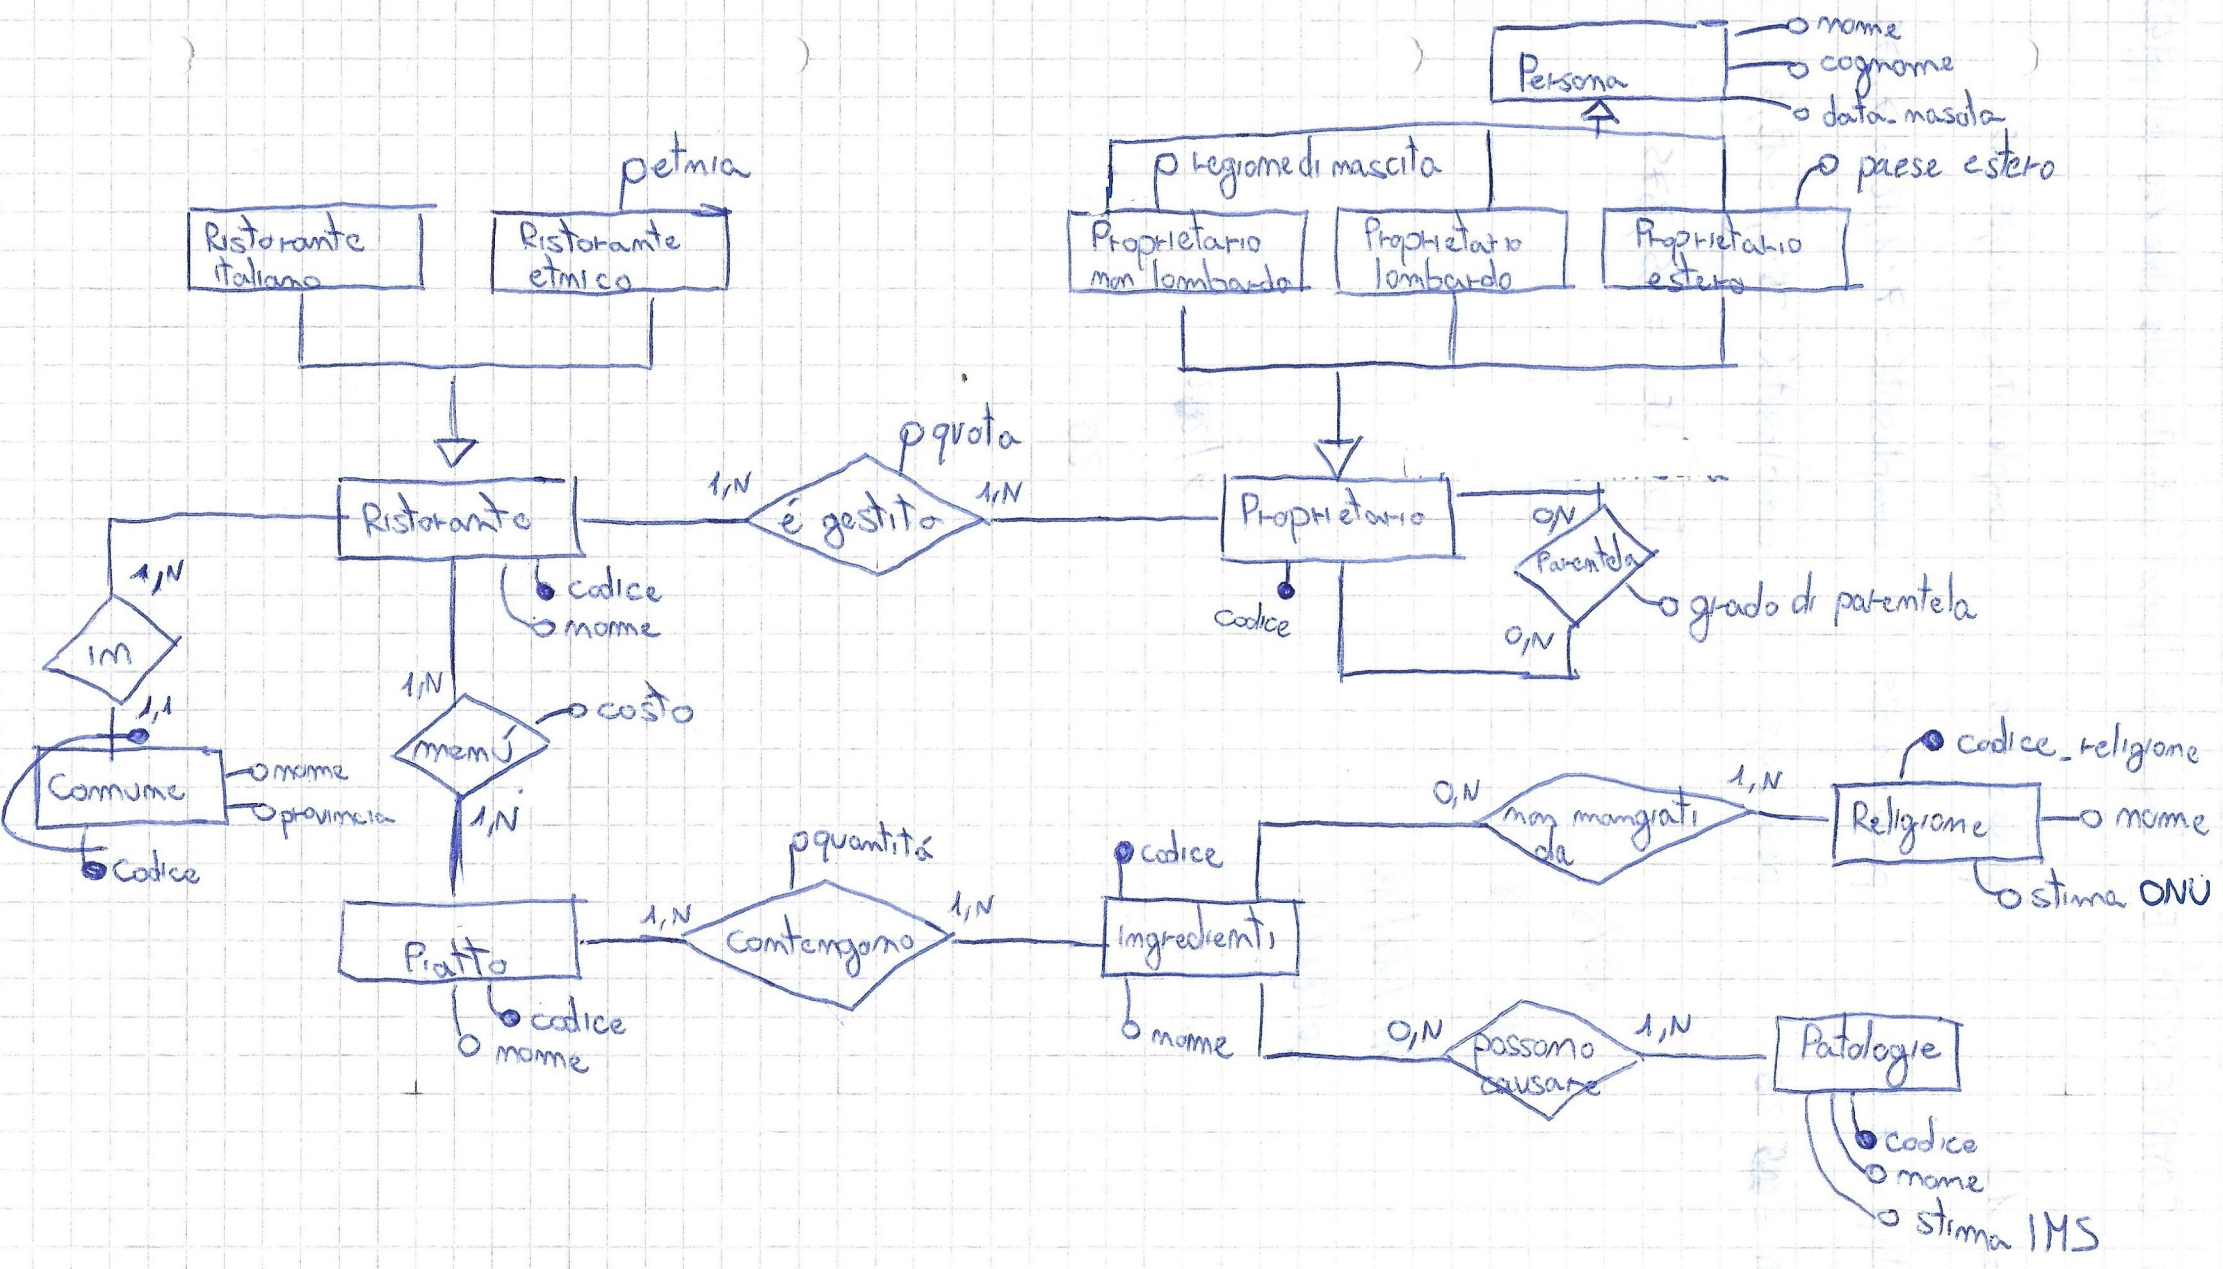 Persona
nome
cognome
data_nascita
etnia
regione di nascita
paese estero
Ristorante
italiano
Ristorante
etnico
Proprietario
non lombardo
Proprietario
lombardo
Proprietario
estero
quota
Ristorante
1,N
é gestito
1,N
Proprietario
0,N
Parentela
grado di parentela
0,N
codice
nome
codice
1,N
in
1,1
Comune
nome
provincia
codice
1,N
menú
costo
1,N
Piatto
codice
nome
quantitá
1,N
contengono
1,N
codice
Ingredienti
nome
0,N
non mangiati
da
1,N
codice_religione
Religione
nome
stima ONU
0,N
possono
causare
1,N
Patologie
codice
nome
stima IMS